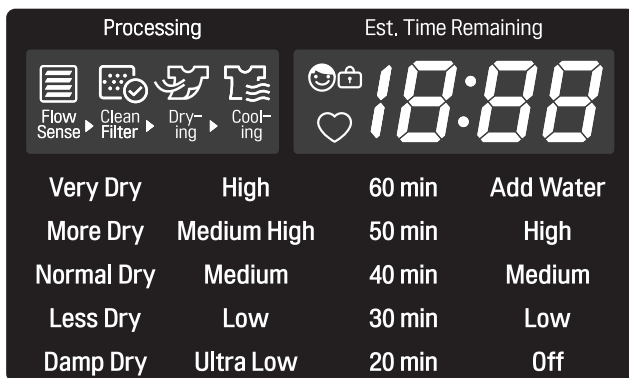 Processing Est. Time Remaining
18:88
Flow Sense Clean Filter Dry-ing Cool-ing
Very Dry High 60 min Add Water
More Dry Medium High 50 min High
Normal Dry Medium 40 min Medium
Less Dry Low 30 min Low
Damp Dry Ultra Low 20 min Off